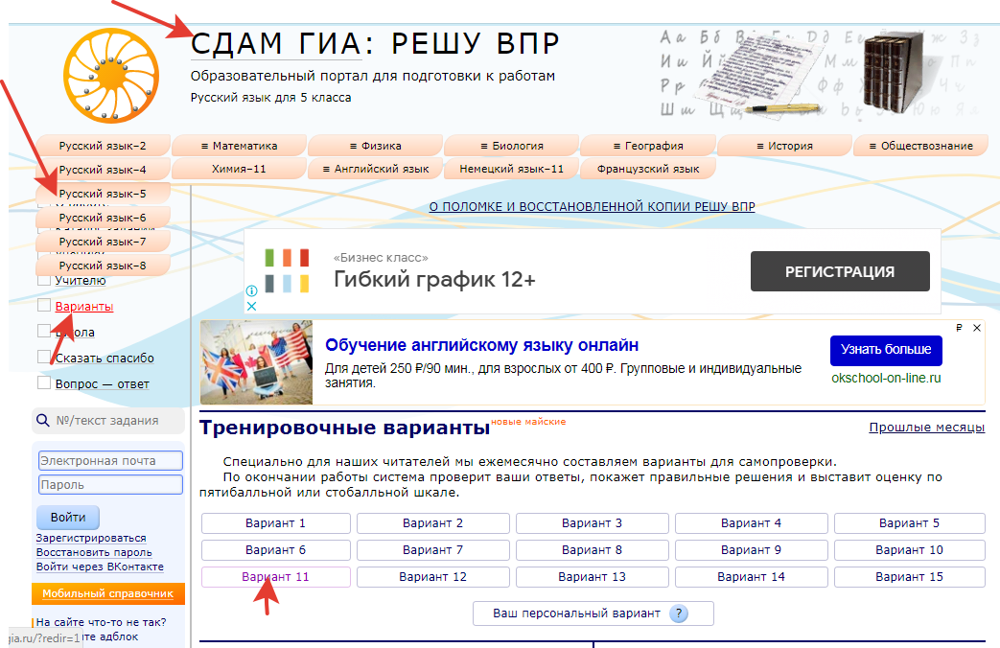 СДАМ ГИА: РЕШУ ВПР
Образовательный портал для подготовки к работам
Русский язык для 5 класса
Русский язык–2
≡ Математика
≡ Физика
≡ Биология
≡ География
≡ История
≡ Обществознание
Русский язык–4
Химия–11
≡ Английский язык
Немецкий язык–11
Французский язык
Русский язык–5
Русский язык–6
Русский язык–7
Русский язык–8
Учителю
Варианты
Школа
Сказать спасибо
Вопрос — ответ
№/текст задания
Электронная почта
Пароль
Войти
Зарегистрироваться
Восстановить пароль
Войти через ВКонтакте
Мобильный справочник
На сайте что-то не так?
те адблок
gia.ru/?redir=1
О ПОЛОМКЕ И ВОССТАНОВЛЕННОЙ КОПИИ РЕШУ ВПР
«Бизнес класс»
Гибкий график 12+
РЕГИСТРАЦИЯ
Обучение английскому языку онлайн
Для детей 250 ₽/90 мин., для взрослых от 400 ₽. Групповые и индивидуальные
занятия.
Узнать больше
okschool-on-line.ru
Тренировочные варианты новые майские
Прошлые месяцы
Специально для наших читателей мы ежемесячно составляем варианты для самопроверки.
По окончании работы система проверит ваши ответы, покажет правильные решения и выставит оценку по
пятибалльной или стобалльной шкале.
Вариант 1
Вариант 2
Вариант 3
Вариант 4
Вариант 5
Вариант 6
Вариант 7
Вариант 8
Вариант 9
Вариант 10
Вариант 11
Вариант 12
Вариант 13
Вариант 14
Вариант 15
Ваш персональный вариант ?